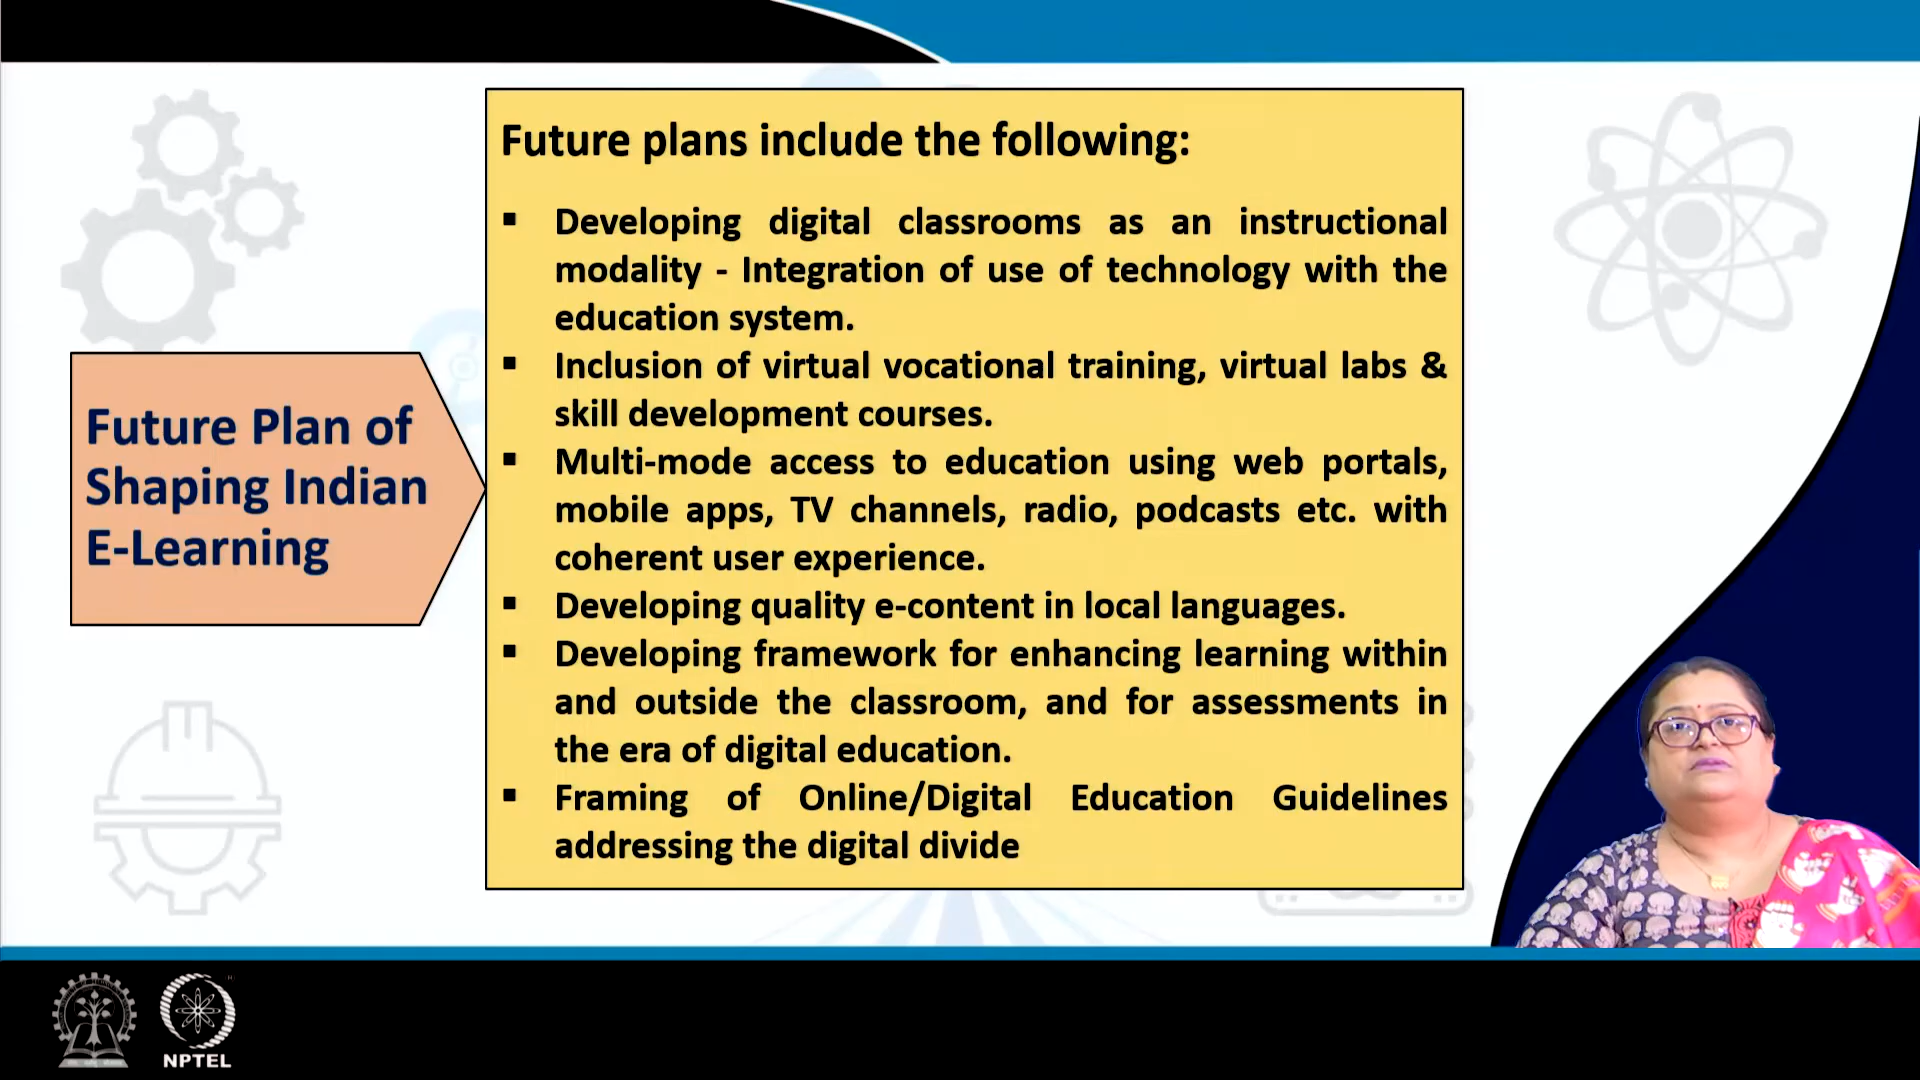 Future Plan of
Shaping Indian
E-Learning
Future plans include the following:
▪ Developing digital classrooms as an instructional
modality - Integration of use of technology with the
education system.
▪ Inclusion of virtual vocational training, virtual labs &
skill development courses.
▪ Multi-mode access to education using web portals,
mobile apps, TV channels, radio, podcasts etc. with
coherent user experience.
▪ Developing quality e-content in local languages.
▪ Developing framework for enhancing learning within
and outside the classroom, and for assessments in
the era of digital education.
▪ Framing of Online/Digital Education Guidelines
addressing the digital divide
NPTEL